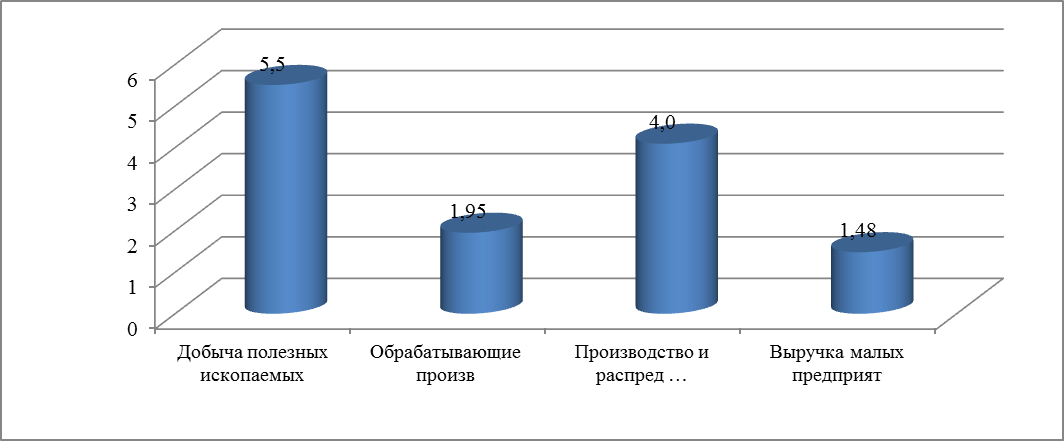 5,5
1,95
4,0
1,48
6
5
4
3
2
1
0
Добыча полезных
ископаемых
Обрабатывающие
произв
Производство и
распред …
Выручка малых
предприят